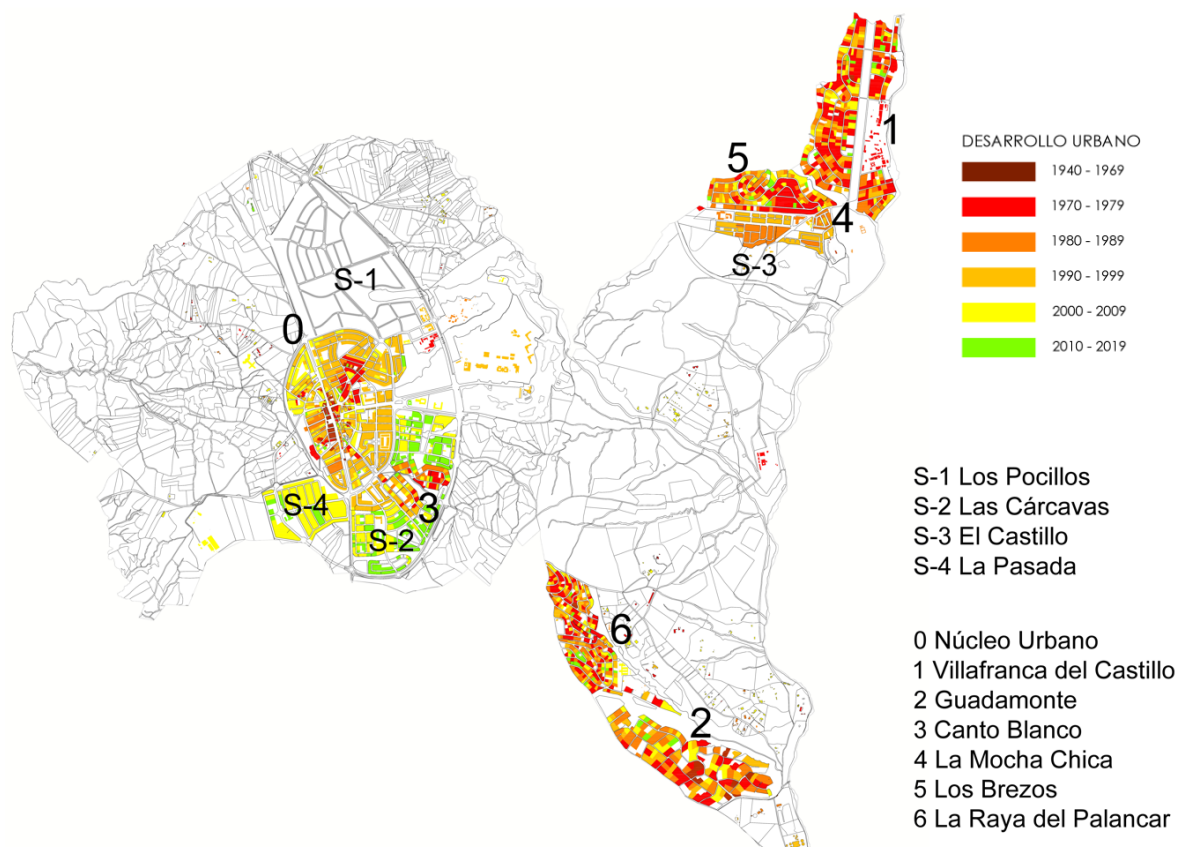 1
5
4
S-3
S-1
0
S-4
3
S-2
6
2
DESARROLLO URBANO
1940 - 1969
1970 - 1979
1980 - 1989
1990 - 1999
2000 - 2009
2010 - 2019
S-1 Los Pocillos
S-2 Las Cárcavas
S-3 El Castillo
S-4 La Pasada
0 Núcleo Urbano
1 Villafranca del Castillo
2 Guadamonte
3 Canto Blanco
4 La Mocha Chica
5 Los Brezos
6 La Raya del Palancar